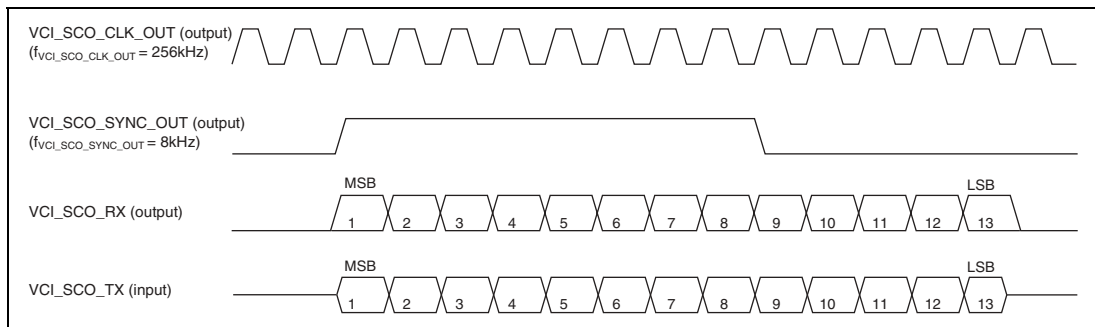 VCI_SCO_CLK_OUT (output)
(fVCI_SCO_CLK_OUT = 256kHz)
VCI_SCO_SYNC_OUT (output)
(fVCI_SCO_SYNC_OUT = 8kHz)
MSB LSB
VCI_SCO_RX (output) 1 2 3 4 5 6 7 8 9 10 11 12 13
MSB LSB
VCI_SCO_TX (input) 1 2 3 4 5 6 7 8 9 10 11 12 13